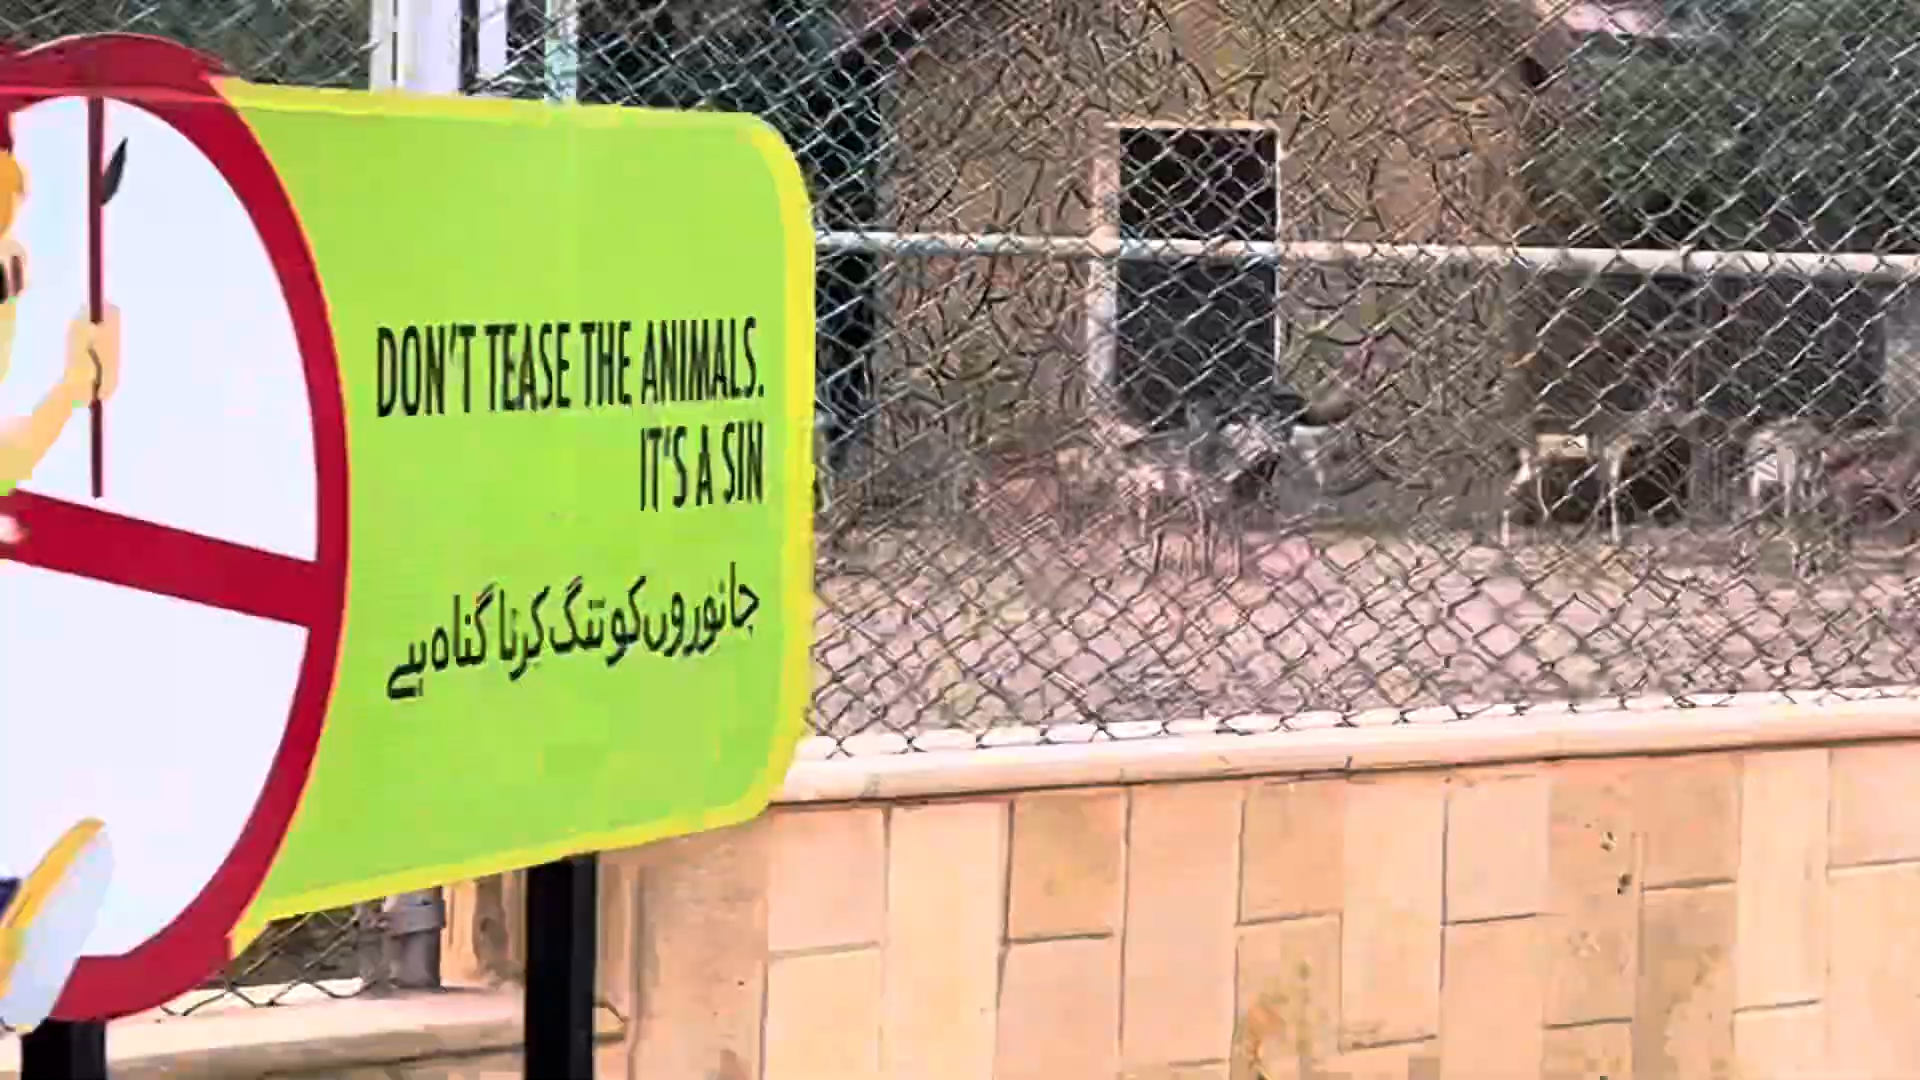 DON'T TEASE THE ANIMALS.
IT'S A SIN
جانوروں کو تنگ کرنا گناہ ہے